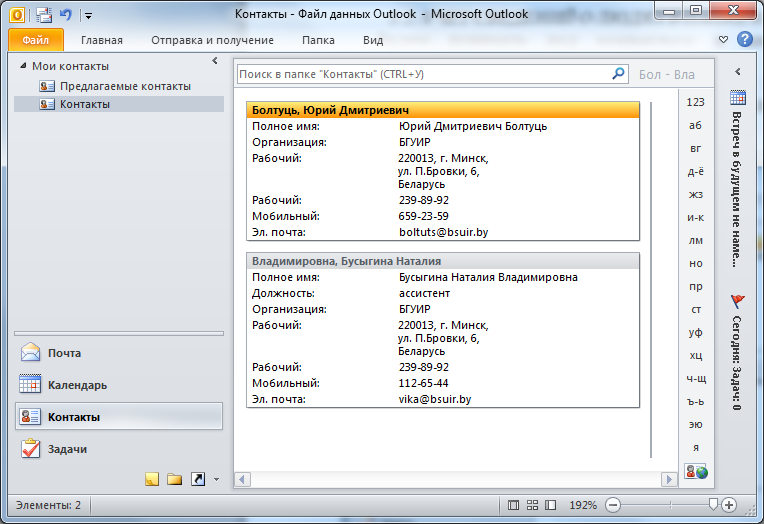 Контакты - Файл данных Outlook - Microsoft Outlook
Файл Главная Отправка и получение Папка Вид
Мои контакты
Предлагаемые контакты
Контакты
Почта
Календарь
Контакты
Задачи
Поиск в папке "Контакты" (CTRL+У)
Бол - Вла
Болтуць, Юрий Дмитриевич
Полное имя: Юрий Дмитриевич Болтуць
Организация: БГУИР
Рабочий: 220013, г. Минск,
ул. П.Бровки, 6,
Беларусь
Рабочий: 239-89-92
Мобильный: 659-23-59
Эл. почта: boltuts@bsuir.by
Владимировна, Бусыгина Наталия
Полное имя: Бусыгина Наталия Владимировна
Должность: ассистент
Организация: БГУИР
Рабочий: 220013, г. Минск,
ул. П.Бровки, 6,
Беларусь
Рабочий: 239-89-92
Мобильный: 112-65-44
Эл. почта: vika@bsuir.by
123
аб
вг
д-ё
жз
и-к
лм
но
пр
ст
уф
хц
ч-щ
ъ-ь
эю
я
Встреч в будущем не наме...
Сегодня: Задач: 0
Элементы: 2
192%